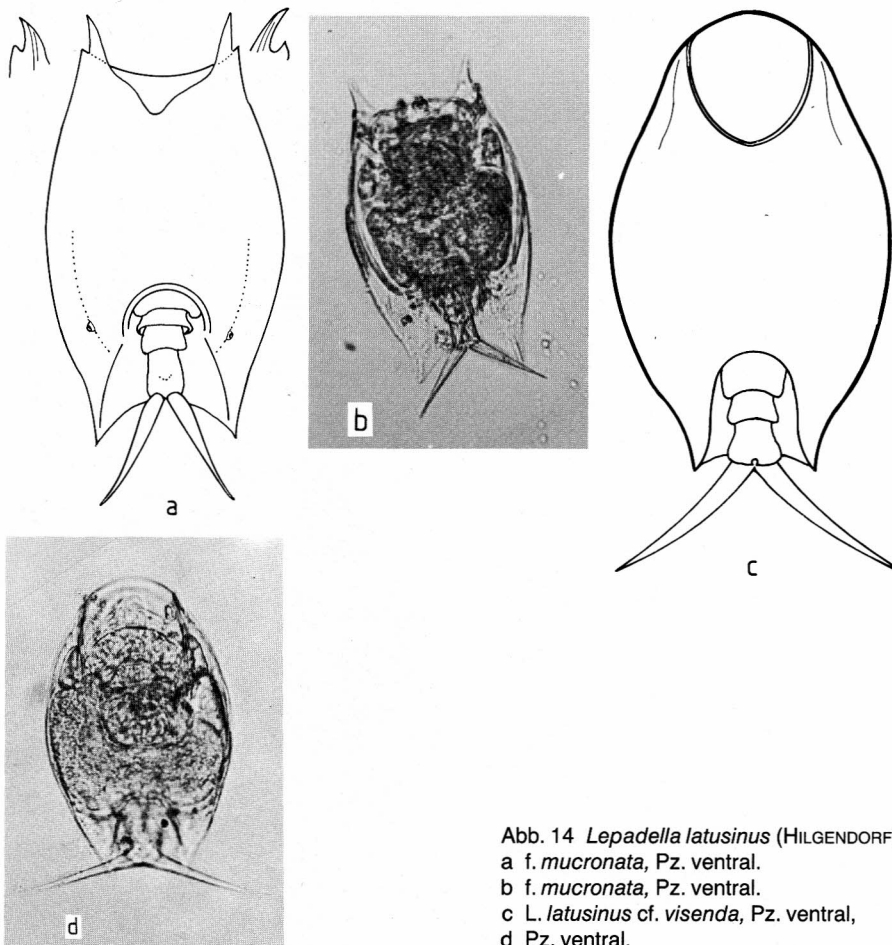 a
b
c
d
Abb. 14 Lepadella latusinus (HILGENDORF
a f. mucronata, Pz. ventral.
b f. mucronata, Pz. ventral.
c L. latusinus cf. visenda, Pz. ventral,
d Pz. ventral.